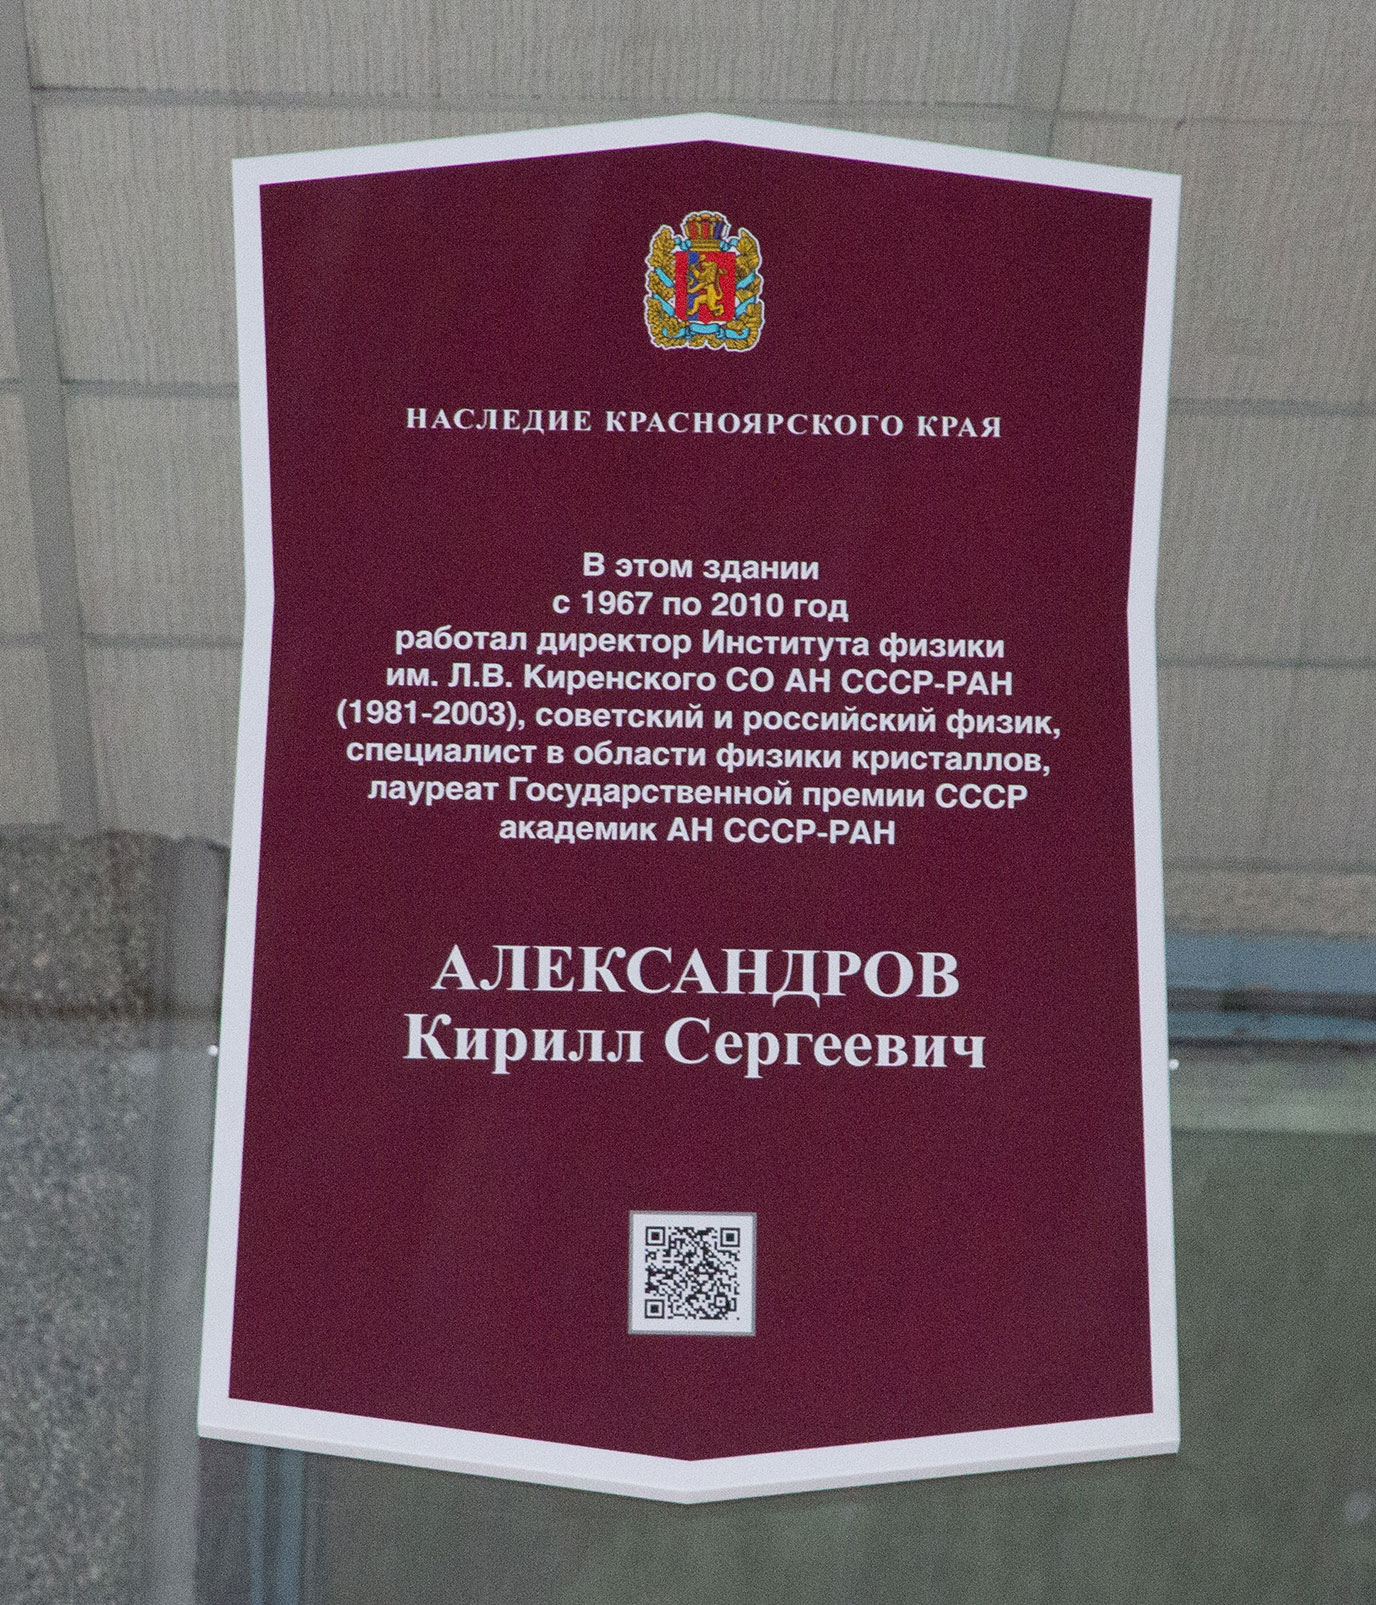 НАСЛЕДИЕ КРАСНОЯРСКОГО КРАЯ
В этом здании
с 1967 по 2010 год
работал директор Института физики
им. Л.В. Киренского СО АН СССР-РАН
(1981-2003), советский и российский физик,
специалист в области физики кристаллов,
лауреат Государственной премии СССР
академик АН СССР-РАН
АЛЕКСАНДРОВ
Кирилл Сергеевич